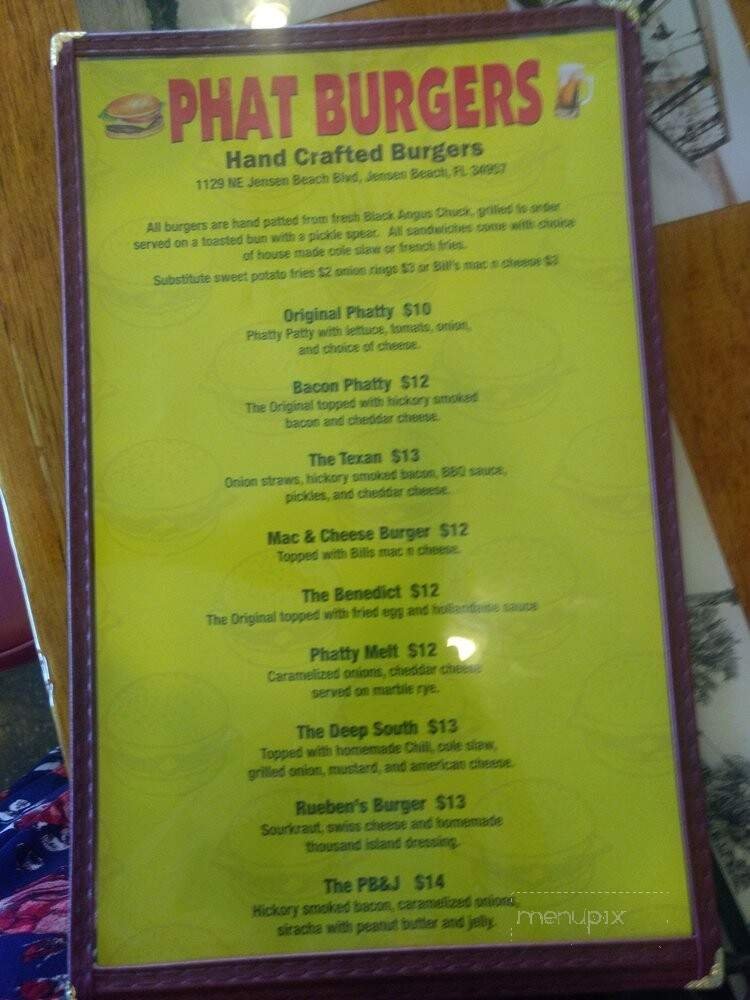 PHAT BURGERS
Hand Crafted Burgers
1129 NE Jensen Beach Blvd, Jensen Beach, FL 34957
All burgers are hand patted from fresh Black Angus Chuck, grilled to order
served on a toasted bun with a pickle spear. All sandwiches come with choice
of house made cole slaw or french fries.
Substitute sweet potato fries $2 onion rings $3 or Bill's mac n cheese $3
Original Phatty $10
Phatty Patty with lettuce, tomato, onion,
and choice of cheese.
Bacon Phatty $12
The Original topped with hickory smoked
bacon and cheddar cheese.
The Texan $13
Onion straws, hickory smoked bacon, BBQ sauce,
pickles, and cheddar cheese.
Mac & Cheese Burger $12
Topped with Bills mac n cheese.
The Benedict $12
The Original topped with fried egg and hollandaise sauce
Phatty Melt $12
Caramelized onions, cheddar cheese
served on marble rye.
The Deep South $13
Topped with homemade Chili, cole slaw,
grilled onion, mustard, and american cheese.
Rueben's Burger $13
Sourkraut, swiss cheese and homemade
thousand island dressing.
The PB&J $14
Hickory smoked bacon, caramelized onions,
siracha with peanut butter and jelly.
menupix